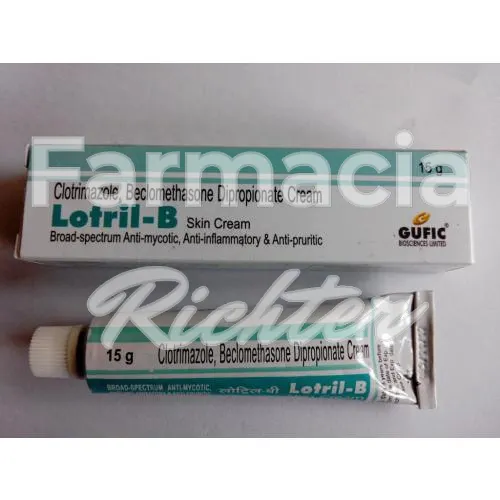 Farmacia
15 g
Clotrimazole, Beclomethasone Dipropionate Cream
Lotril-B Skin Cream
Broad-spectrum Anti-mycotic, Anti-inflammatory & Anti-pruritic
GUFIC
BIOSCIENCES LIMITED
Richter
15 g Clotrimazole, Beclomethasone Dipropionate Cream
BROAD-SPECTRUM ANTI-MYCOTIC, लोट्रिल-बी Lotril-B